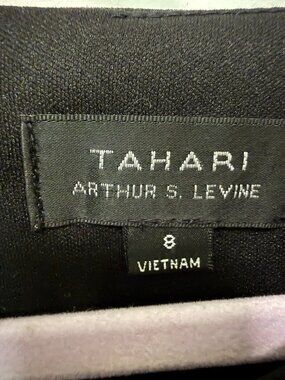 TAHARI
ARTHUR S. LEVINE
8
VIETNAM